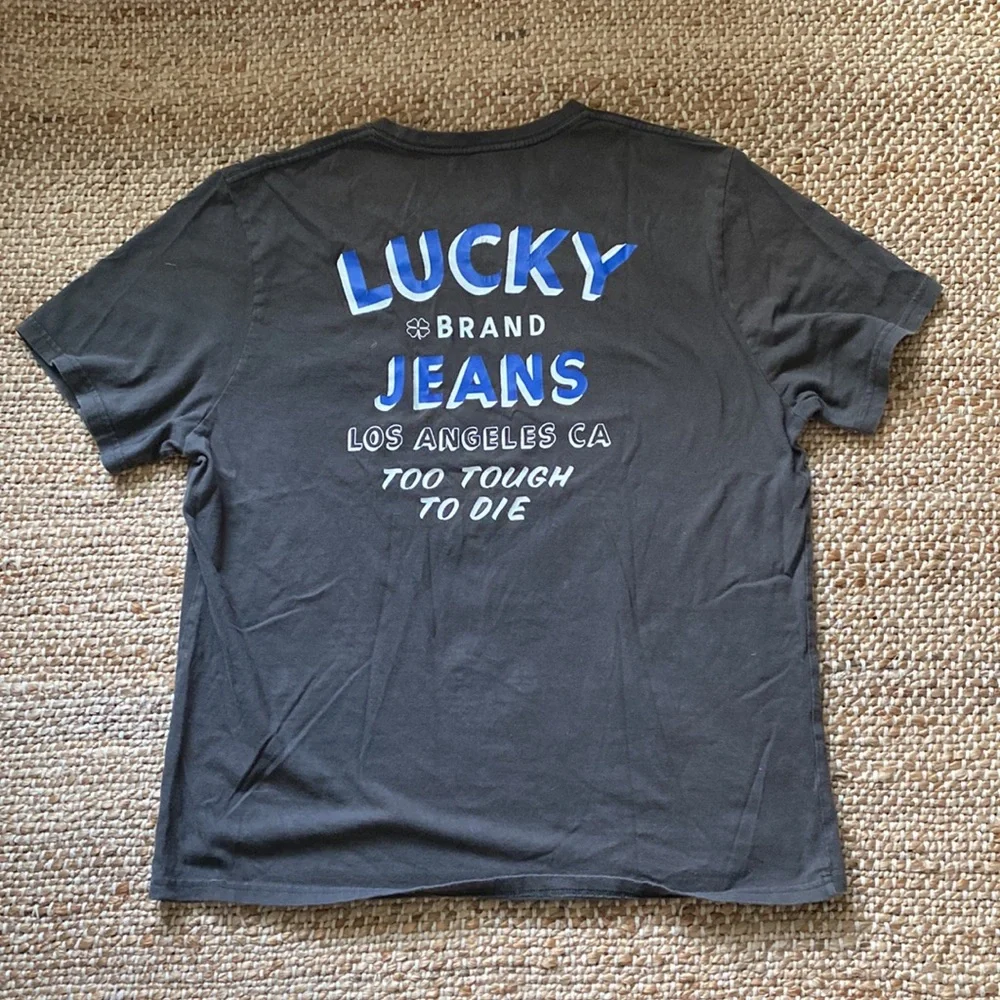 LUCKY
BRAND
JEANS
LOS ANGELES CA
TOO TOUGH
TO DIE